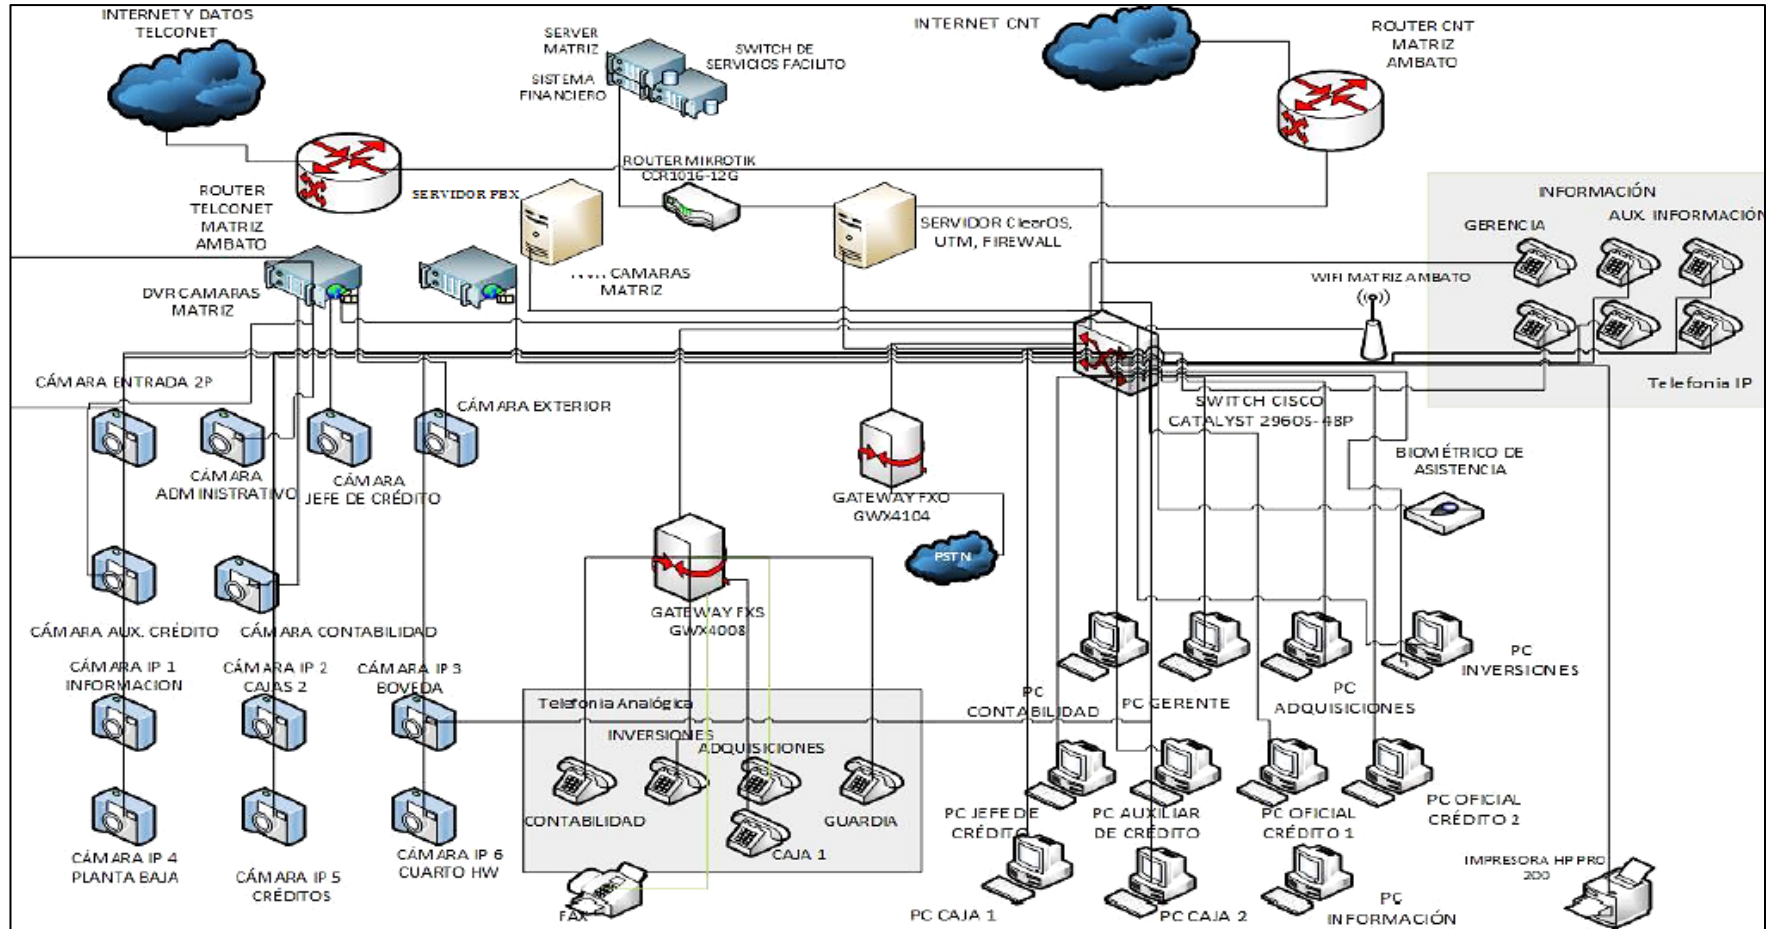 INTERNET Y DATOS
TELCONET
SERVER
MATRIZ
SISTEMA
FINANCIERO
SWITCH DE
SERVICIOS FACILITO
INTERNET CNT
ROUTER CNT
MATRIZ
AMBATO
ROUTER
TELCONET
MATRIZ
AMBATO
SERVIDOR PBX
ROUTER MIKROTIK
CCR1016-12G
SERVIDOR ClearOS,
UTM, FIREWALL
INFORMACIÓN
AUX. INFORMACIÓN
GERENCIA
Telefonia IP
WIFI MATRIZ AMBATO
DVR CAMARAS
MATRIZ
CAMARAS
MATRIZ
SWITCH CISCO
CATALYST 2960S-48P
BIOMÉTRICO DE
ASISTENCIA
CÁMARA ENTRADA 2P
CÁMARA EXTERIOR
CÁMARA
ADMINISTRATIVO
CÁMARA
JEFE DE CRÉDITO
GATEWAY FXO
GWX4104
PSTN
CÁMARA AUX. CRÉDITO
CÁMARA CONTABILIDAD
GATEWAY FXS
GWX4008
CÁMARA IP 1
INFORMACION
CÁMARA IP 2
CAJAS 2
CÁMARA IP 3
BOVEDA
Telefonia Analógica
INVERSIONES
ADQUISICIONES
CONTABILIDAD
GUARDIA
CAJA 1
FAX
PC
CONTABILIDAD
PC GERENTE
PC
ADQUISICIONES
PC
INVERSIONES
PC JEFE DE
CRÉDITO
PC AUXILIAR
DE CRÉDITO
PC OFICIAL
CRÉDITO 1
PC OFICIAL
CRÉDITO 2
CÁMARA IP 4
PLANTA BAJA
CÁMARA IP 5
CRÉDITOS
CÁMARA IP 6
CUARTO HW
PC CAJA 1
PC CAJA 2
PC
INFORMACIÓN
IMPRESORA HP PRO
200